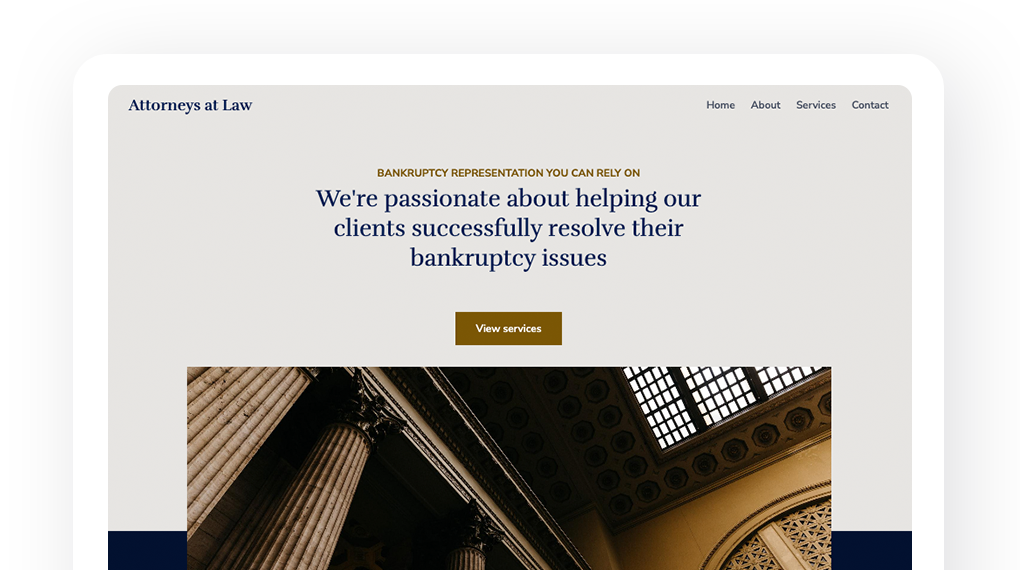 Attorneys at Law
Home About Services Contact
BANKRUPTCY REPRESENTATION YOU CAN RELY ON
We're passionate about helping our
clients successfully resolve their
bankruptcy issues
View services